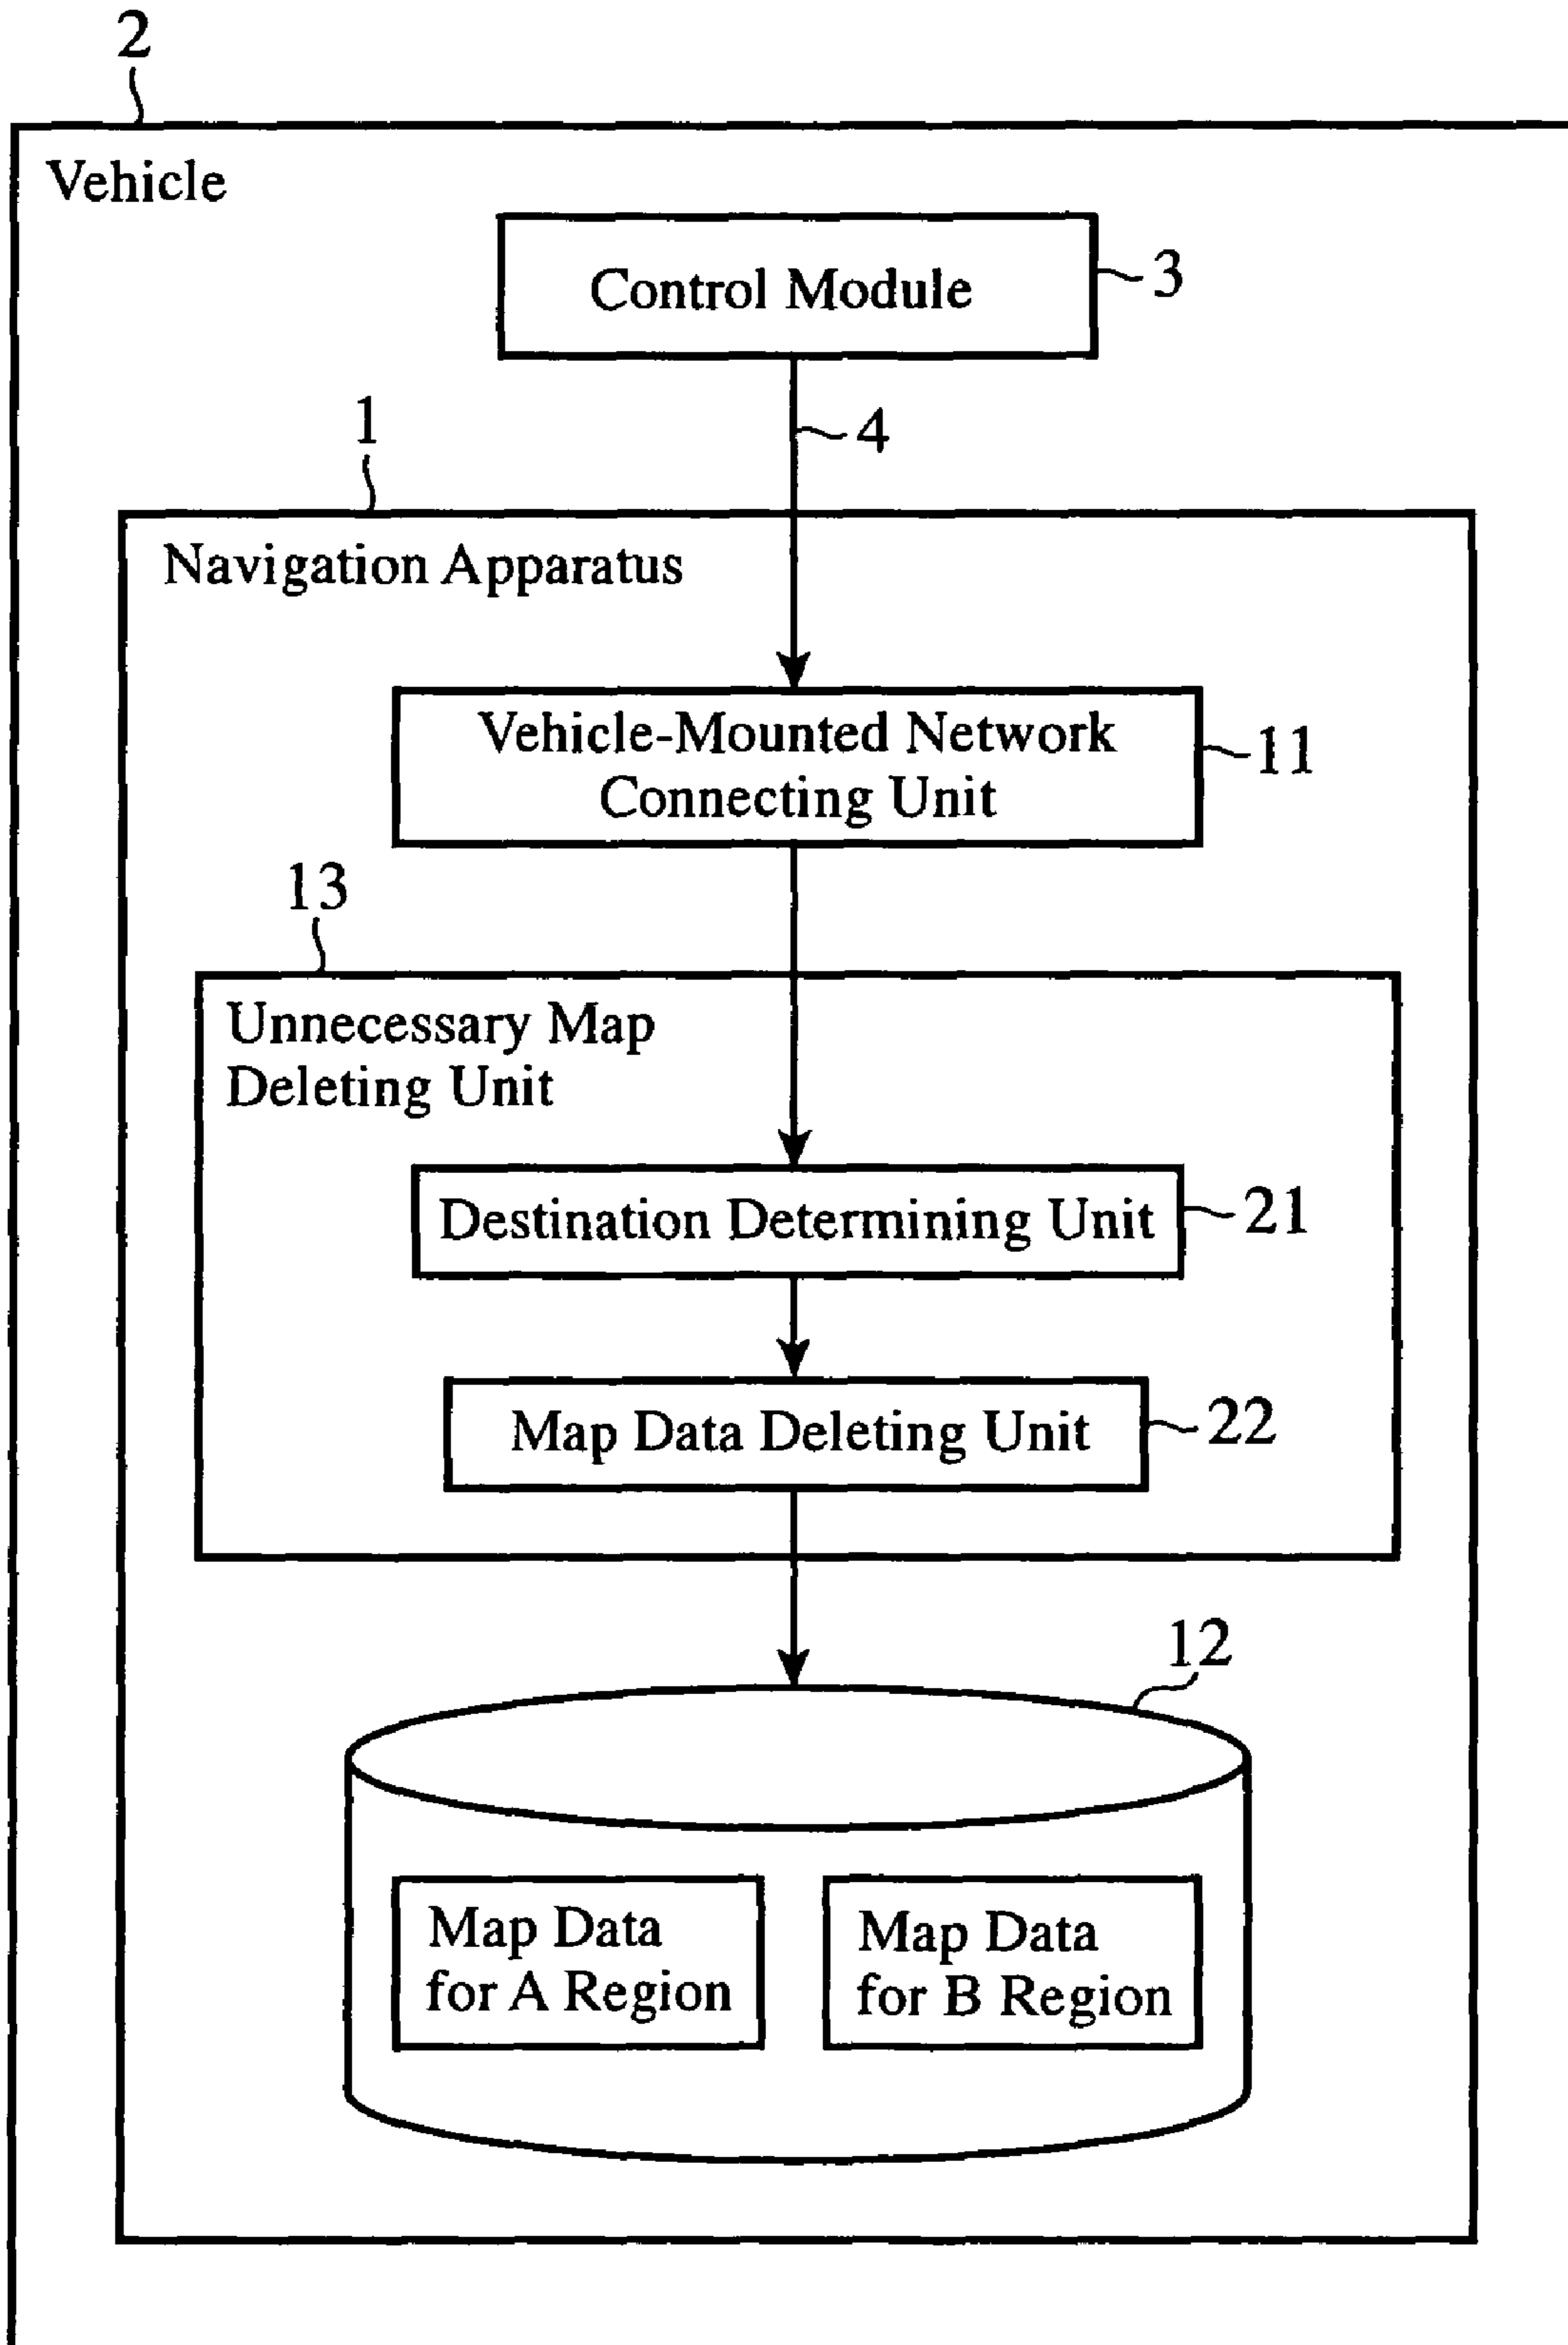 2
Vehicle
Control Module
3
4
1
Navigation Apparatus
Vehicle-Mounted Network
Connecting Unit
11
13
Unnecessary Map
Deleting Unit
Destination Determining Unit
21
Map Data Deleting Unit
22
12
Map Data
for A Region
Map Data
for B Region